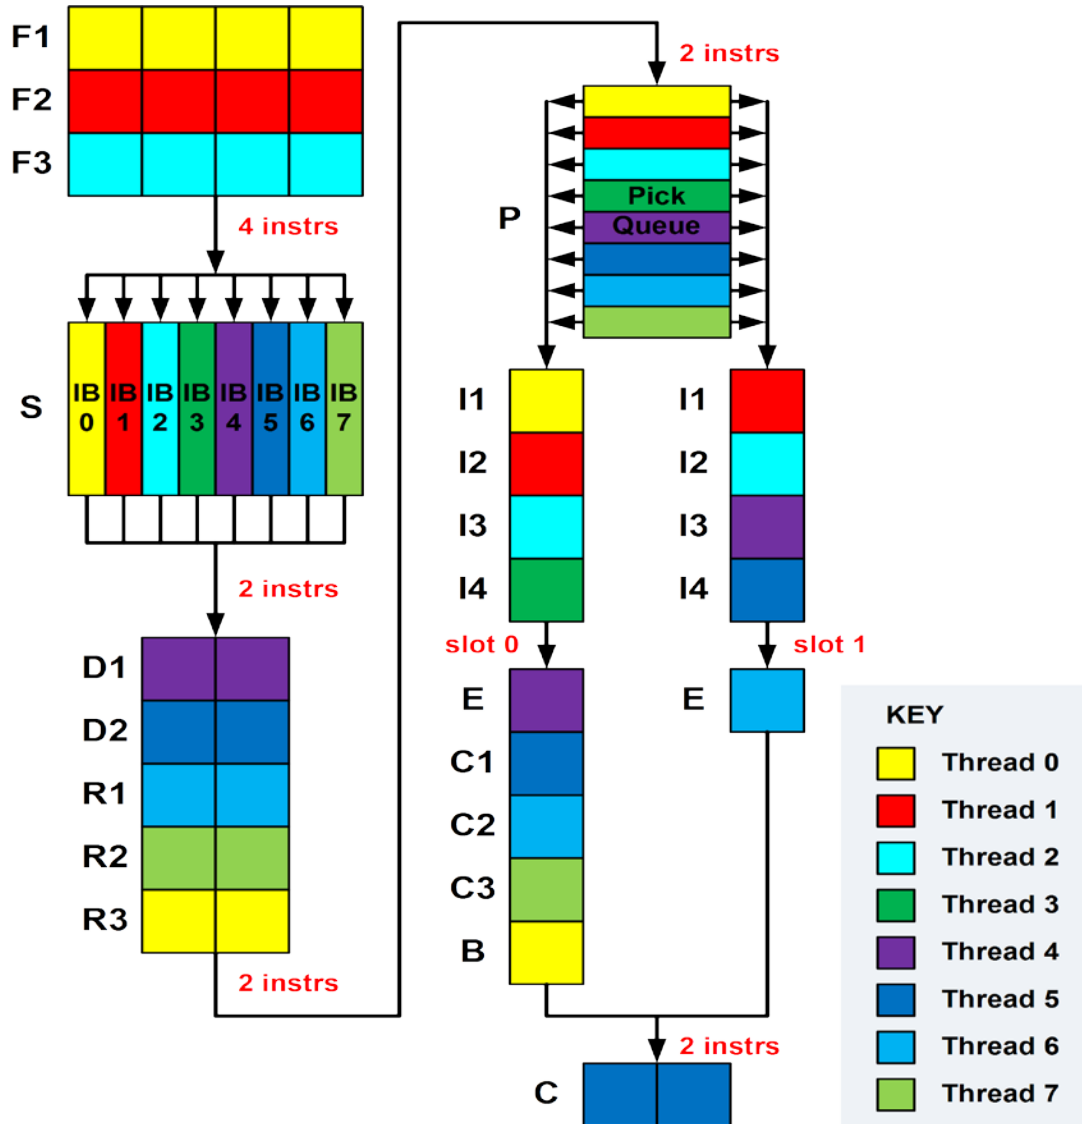 F1
F2
F3
4 instrs
S
IB 0
IB 1
IB 2
IB 3
IB 4
IB 5
IB 6
IB 7
2 instrs
D1
D2
R1
R2
R3
2 instrs
2 instrs
P
Pick
Queue
I1
I2
I3
I4
slot 0
E
C1
C2
C3
B
I1
I2
I3
I4
slot 1
E
2 instrs
C
KEY
Thread 0
Thread 1
Thread 2
Thread 3
Thread 4
Thread 5
Thread 6
Thread 7